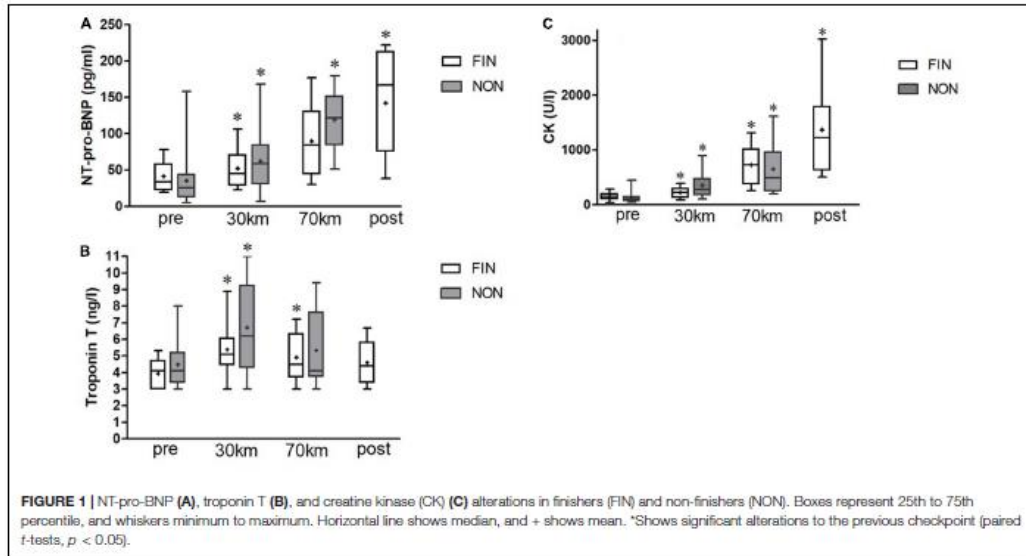 A
250
200
150
100
50
0
NT-pro-BNP (pg/ml)
*
*
*
*
*
FIN
NON
pre
30km
70km
post
C
3000
2000
1000
0
CK (U/l)
*
*
*
*
*
FIN
NON
pre
30km
70km
post
B
11
10
9
8
7
6
5
4
3
2
1
0
Troponin T (ng/l)
*
*
*
FIN
NON
pre
30km
70km
post
FIGURE 1 | NT-pro-BNP (A), troponin T (B), and creatine kinase (CK) (C) alterations in finishers (FIN) and non-finishers (NON). Boxes represent 25th to 75th
percentile, and whiskers minimum to maximum. Horizontal line shows median, and + shows mean. *Shows significant alterations to the previous checkpoint (paired
t-tests, p < 0.05).